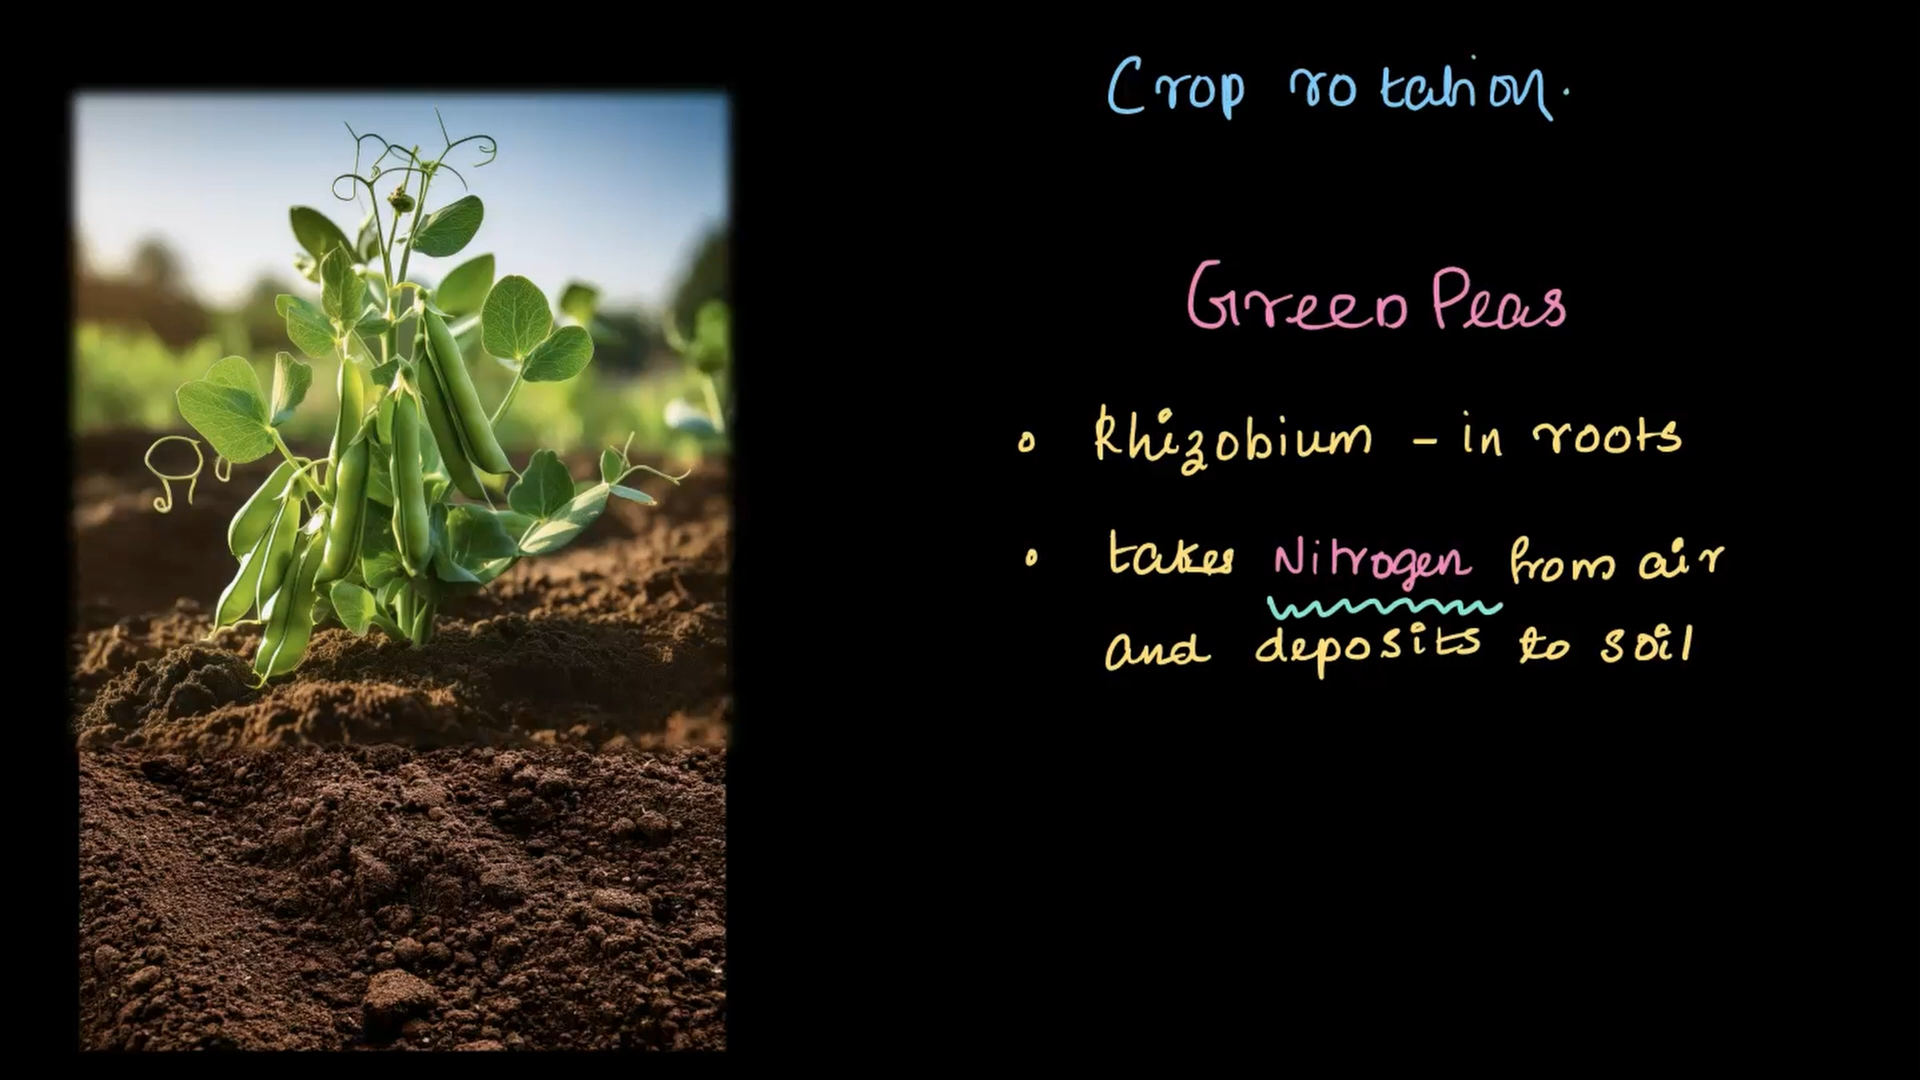 Crop rotation.
Green Peas
Rhizobium - in roots
takes Nitrogen from air
and deposits to soil